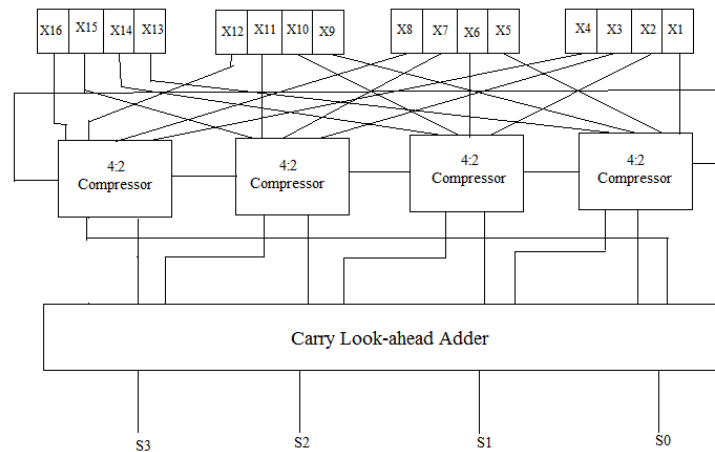 X16 X15 X14 X13 X12 X11 X10 X9 X8 X7 X6 X5 X4 X3 X2 X1
4:2 4:2 4:2 4:2
Compressor Compressor Compressor Compressor
Carry Look-ahead Adder
S3 S2 S1 S0